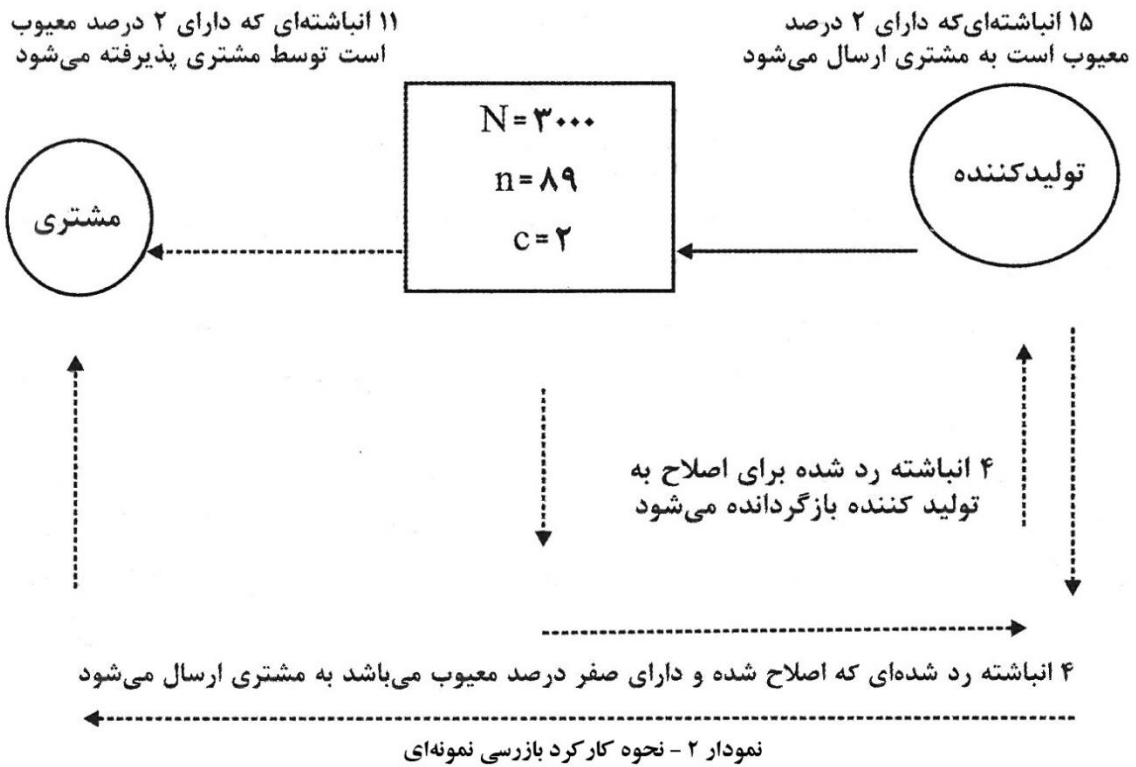 ۱۵ انباشته‌ای‌که دارای ۲ درصد
معیوب است به مشتری ارسال می‌شود
۱۱ انباشته‌ای که دارای ۲ درصد معیوب
است توسط مشتری پذیرفته می‌شود
تولیدکننده
N=۳۰۰۰
n=۸۹
c=۲
مشتری
۴ انباشته رد شده برای اصلاح به
تولید کننده بازگردانده می‌شود
۴ انباشته رد شده‌ای که اصلاح شده و دارای صفر درصد معیوب می‌باشد به مشتری ارسال می‌شود
نمودار ۲ - نحوه کارکرد بازرسی نمونه‌ای